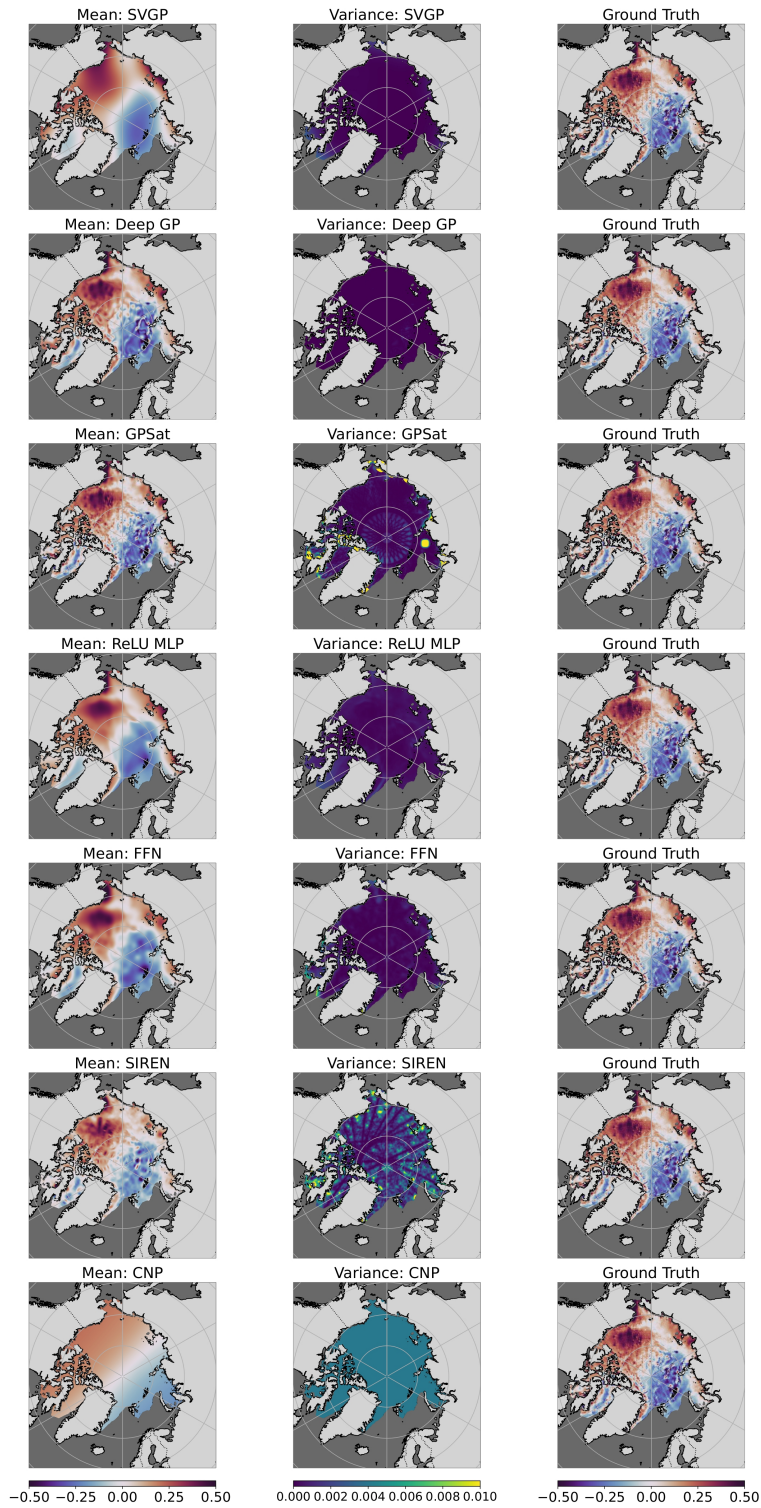 Mean: SVGP Variance: SVGP Ground Truth
Mean: Deep GP Variance: Deep GP Ground Truth
Mean: GPSat Variance: GPSat Ground Truth
Mean: ReLU MLP Variance: ReLU MLP Ground Truth
Mean: FFN Variance: FFN Ground Truth
Mean: SIREN Variance: SIREN Ground Truth
Mean: CNP Variance: CNP Ground Truth
−0.50 −0.25 0.00 0.25 0.50 0.000 0.002 0.004 0.006 0.008 0.010 −0.50 −0.25 0.00 0.25 0.50